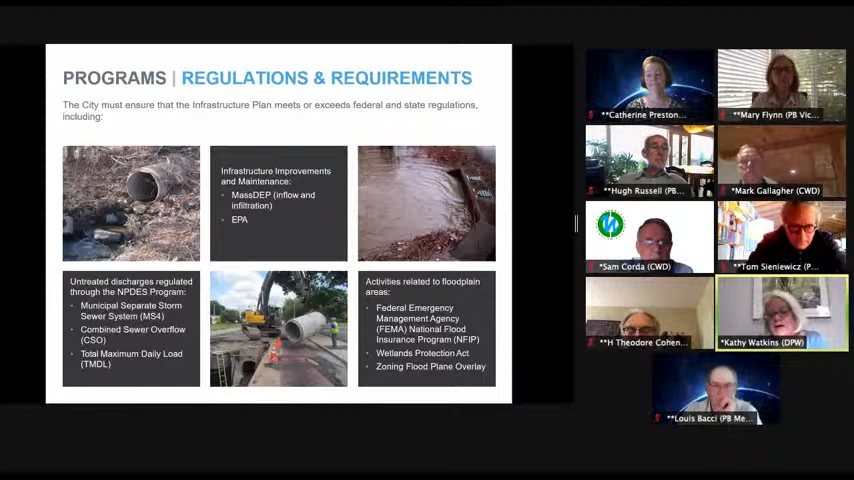 PROGRAMS | REGULATIONS & REQUIREMENTS
The City must ensure that the Infrastructure Plan meets or exceeds federal and state regulations,
including:
Infrastructure Improvements
and Maintenance:
• MassDEP (inflow and
infiltration)
• EPA
Untreated discharges regulated
through the NPDES Program:
• Municipal Separate Storm
Sewer System (MS4)
• Combined Sewer Overflow
(CSO)
• Total Maximum Daily Load
(TMDL)
Activities related to floodplain
areas:
• Federal Emergency
Management Agency
(FEMA) National Flood
Insurance Program (NFIP)
• Wetlands Protection Act
• Zoning Flood Plane Overlay
**Catherine Preston...
**Mary Flynn (PB Vic...
**Hugh Russell (PB...
*Mark Gallagher (CWD)
*Sam Corda (CWD)
**Tom Sieniewicz (P...
**H Theodore Cohen...
*Kathy Watkins (DPW)
**Louis Bacci (PB Me...